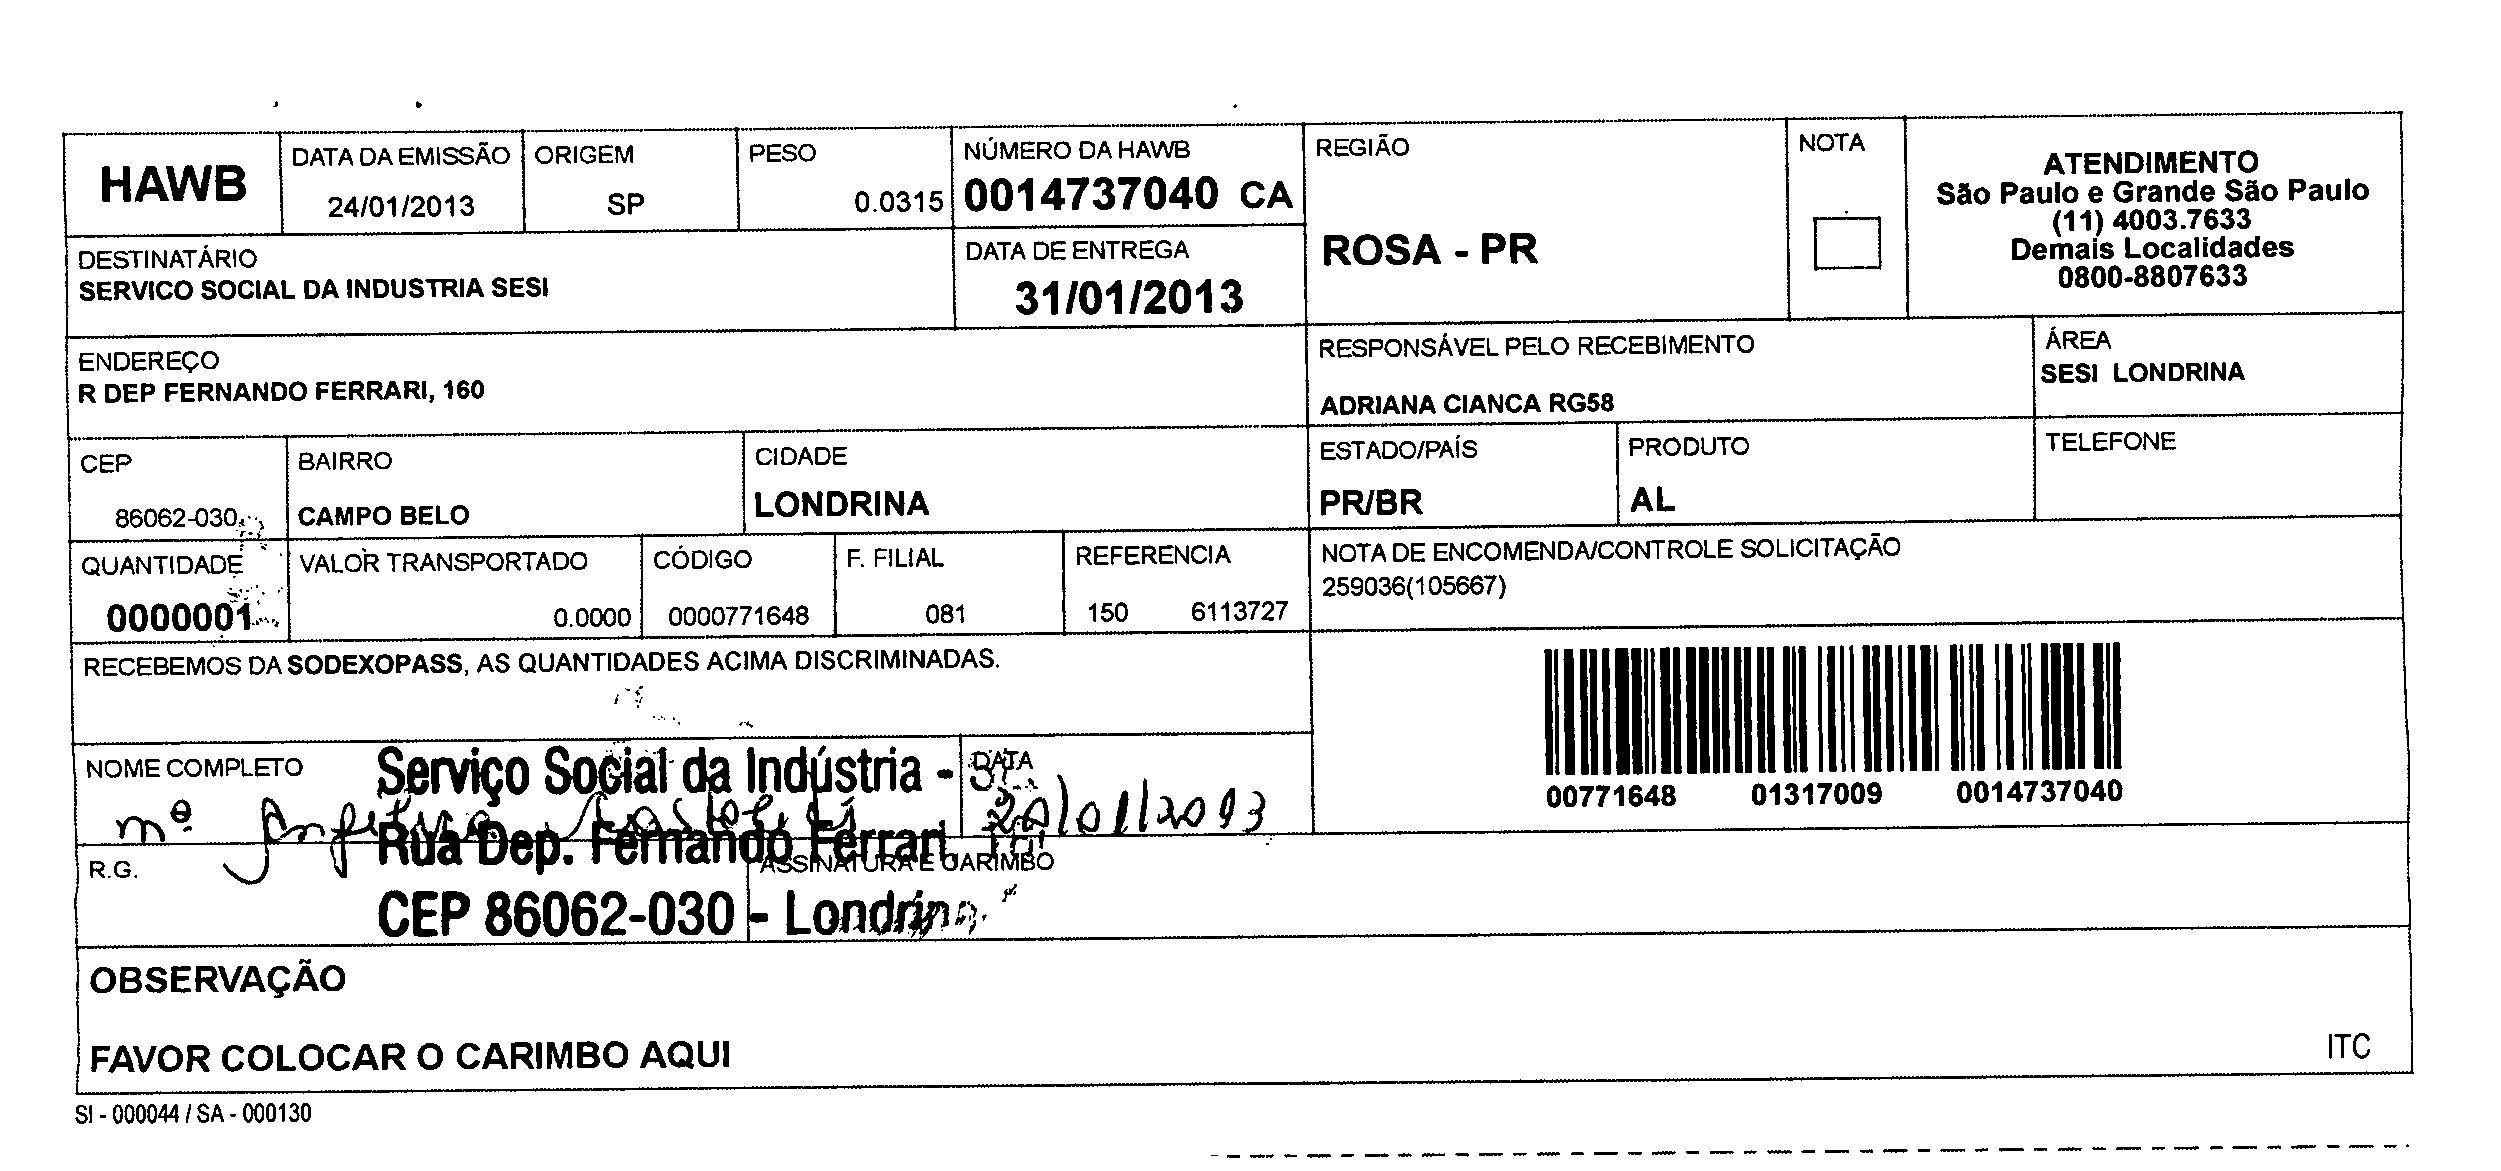 HAWB
DATA DA EMISSÃO
24/01/2013
ORIGEM
SP
PESO
0.0315
NÚMERO DA HAWB
0014737040 CA
REGIÃO
ROSA - PR
NOTA
ATENDIMENTO
São Paulo e Grande São Paulo
(11) 4003.7633
Demais Localidades
0800-8807633
DESTINATÁRIO
SERVICO SOCIAL DA INDUSTRIA SESI
DATA DE ENTREGA
31/01/2013
ENDEREÇO
R DEP FERNANDO FERRARI, 160
RESPONSÁVEL PELO RECEBIMENTO
ADRIANA CIANCA RG58
ÁREA
SESI LONDRINA
CEP
86062-030
BAIRRO
CAMPO BELO
CIDADE
LONDRINA
ESTADO/PAÍS
PR/BR
PRODUTO
AL
TELEFONE
QUANTIDADE
0000001
VALOR TRANSPORTADO
0.0000
CÓDIGO
0000771648
F. FILIAL
081
REFERENCIA
150 6113727
NOTA DE ENCOMENDA/CONTROLE SOLICITAÇÃO
259036(105667)
RECEBEMOS DA SODEXOPASS, AS QUANTIDADES ACIMA DISCRIMINADAS.
00771648 01317009 0014737040
NOME COMPLETO
Serviço Social da Indústria -
DATA
mª
Rua Dep. Fernando Ferrari,
R.G.
ASSINATURA E CARIMBO
CEP 86062-030 - Londrina
OBSERVAÇÃO
FAVOR COLOCAR O CARIMBO AQUI
ITC
SI - 000044 / SA - 000130